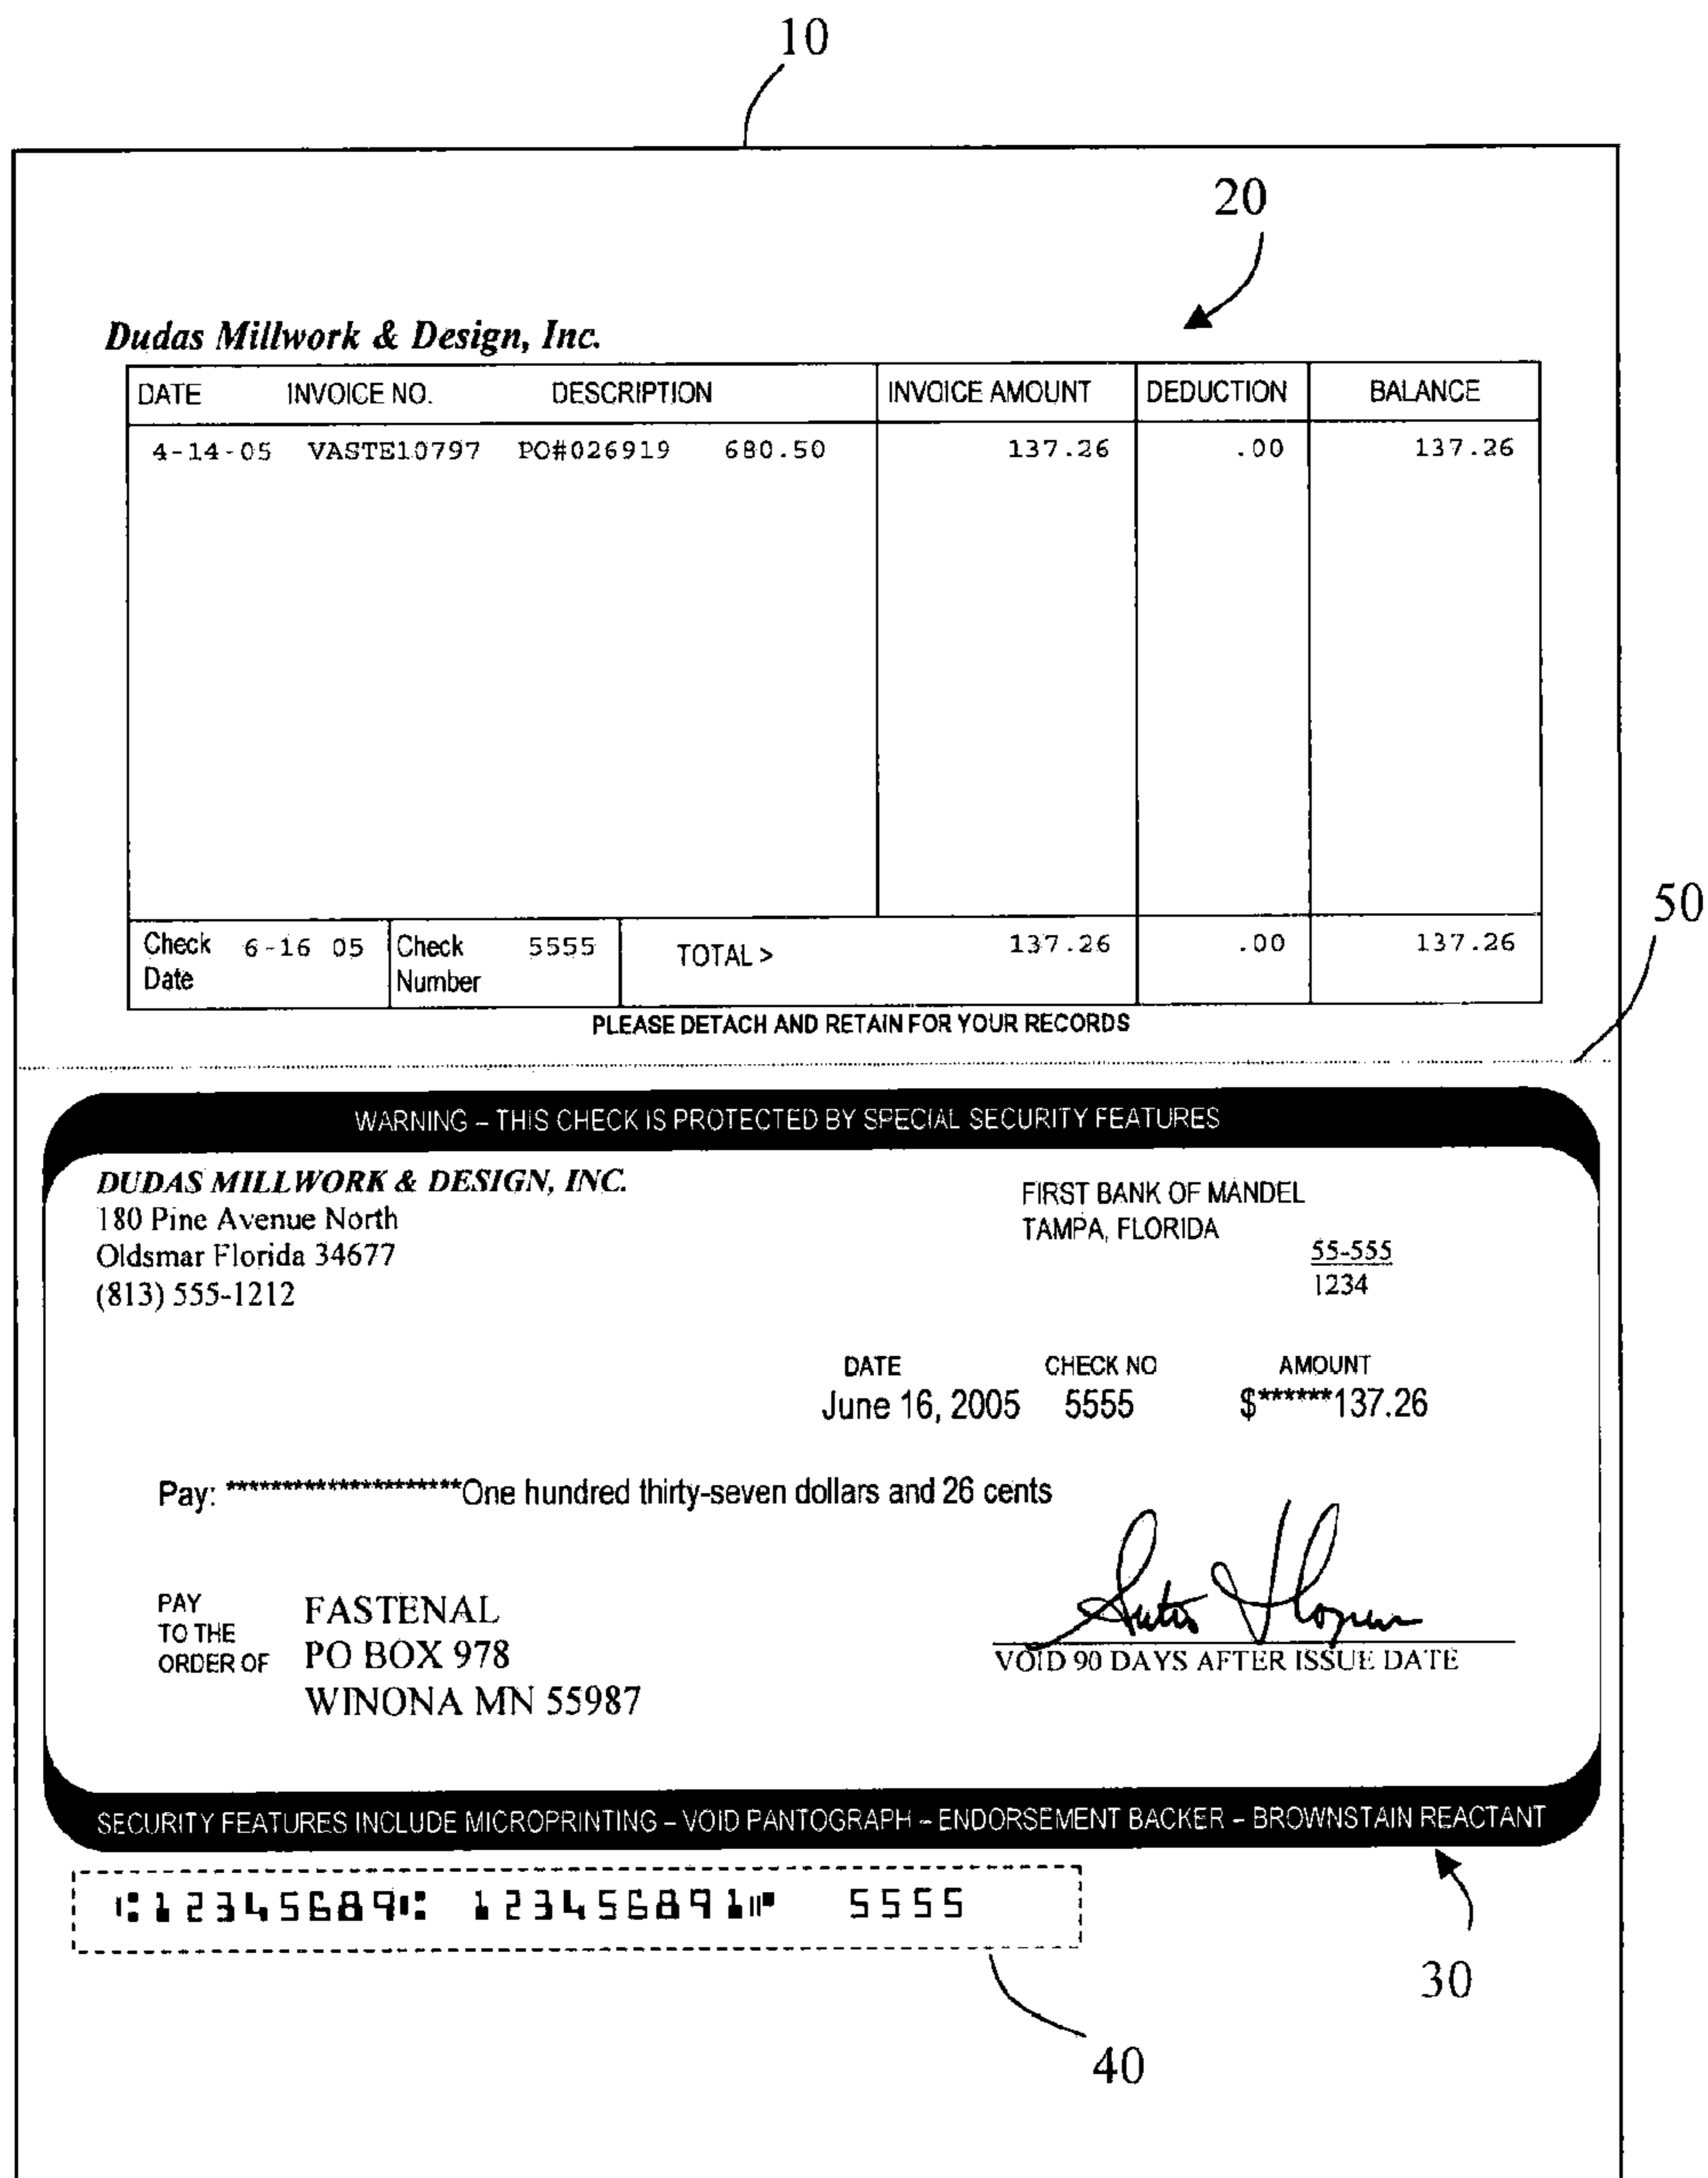 10
20
Dudas Millwork & Design, Inc.
DATE INVOICE NO. DESCRIPTION INVOICE AMOUNT DEDUCTION BALANCE
4-14-05 VASTE10797 PO#026919 680.50 137.26 .00 137.26
50
Check Date 6-16 05 Check Number 5555 TOTAL > 137.26 .00 137.26
PLEASE DETACH AND RETAIN FOR YOUR RECORDS
WARNING – THIS CHECK IS PROTECTED BY SPECIAL SECURITY FEATURES
DUDAS MILLWORK & DESIGN, INC.
180 Pine Avenue North
Oldsmar Florida 34677
(813) 555-1212
FIRST BANK OF MANDEL
TAMPA, FLORIDA
55-555
1234
DATE CHECK NO AMOUNT
June 16, 2005 5555 $******137.26
Pay: *********************One hundred thirty-seven dollars and 26 cents
PAY
TO THE
ORDER OF
FASTENAL
PO BOX 978
WINONA MN 55987
VOID 90 DAYS AFTER ISSUE DATE
SECURITY FEATURES INCLUDE MICROPRINTING – VOID PANTOGRAPH – ENDORSEMENT BACKER – BROWNSTAIN REACTANT
⑆12345689⑆ 123456891⑈ 5555
30
40